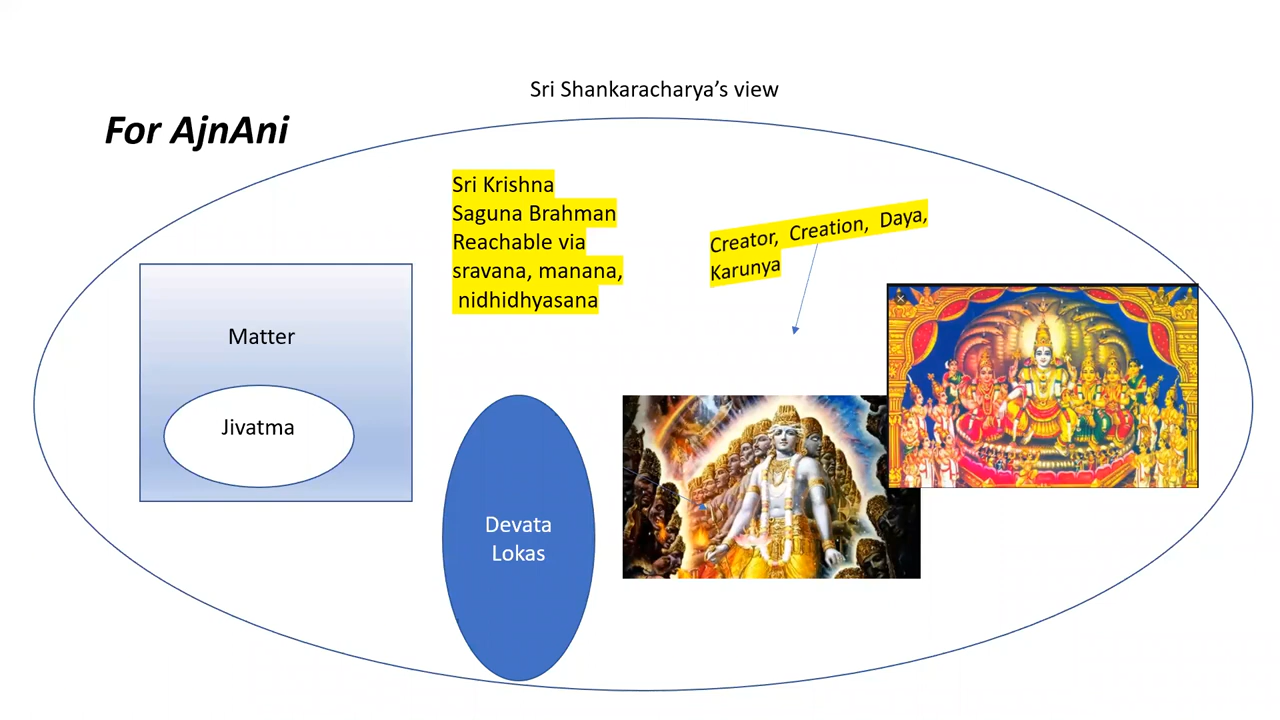 Sri Shankaracharya’s view
For AjnAni
Sri Krishna
Saguna Brahman
Reachable via
sravana, manana,
nidhidhyasana
Creator, Creation, Daya,
Karunya
Matter
Jivatma
Devata
Lokas